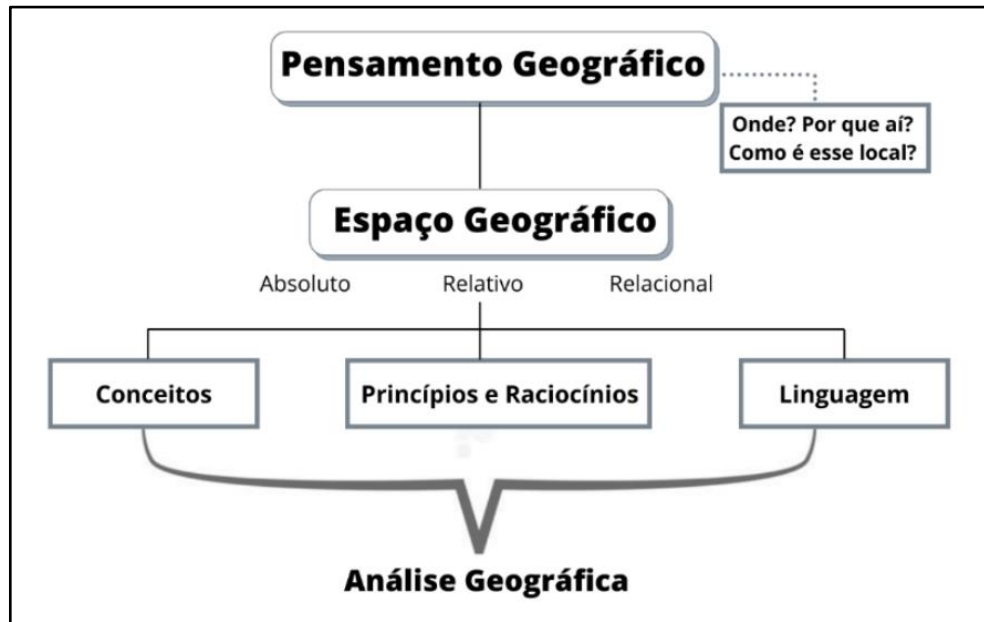 Pensamento Geográfico
Onde? Por que aí?
Como é esse local?
Espaço Geográfico
Absoluto Relativo Relacional
Conceitos Princípios e Raciocínios Linguagem
Análise Geográfica